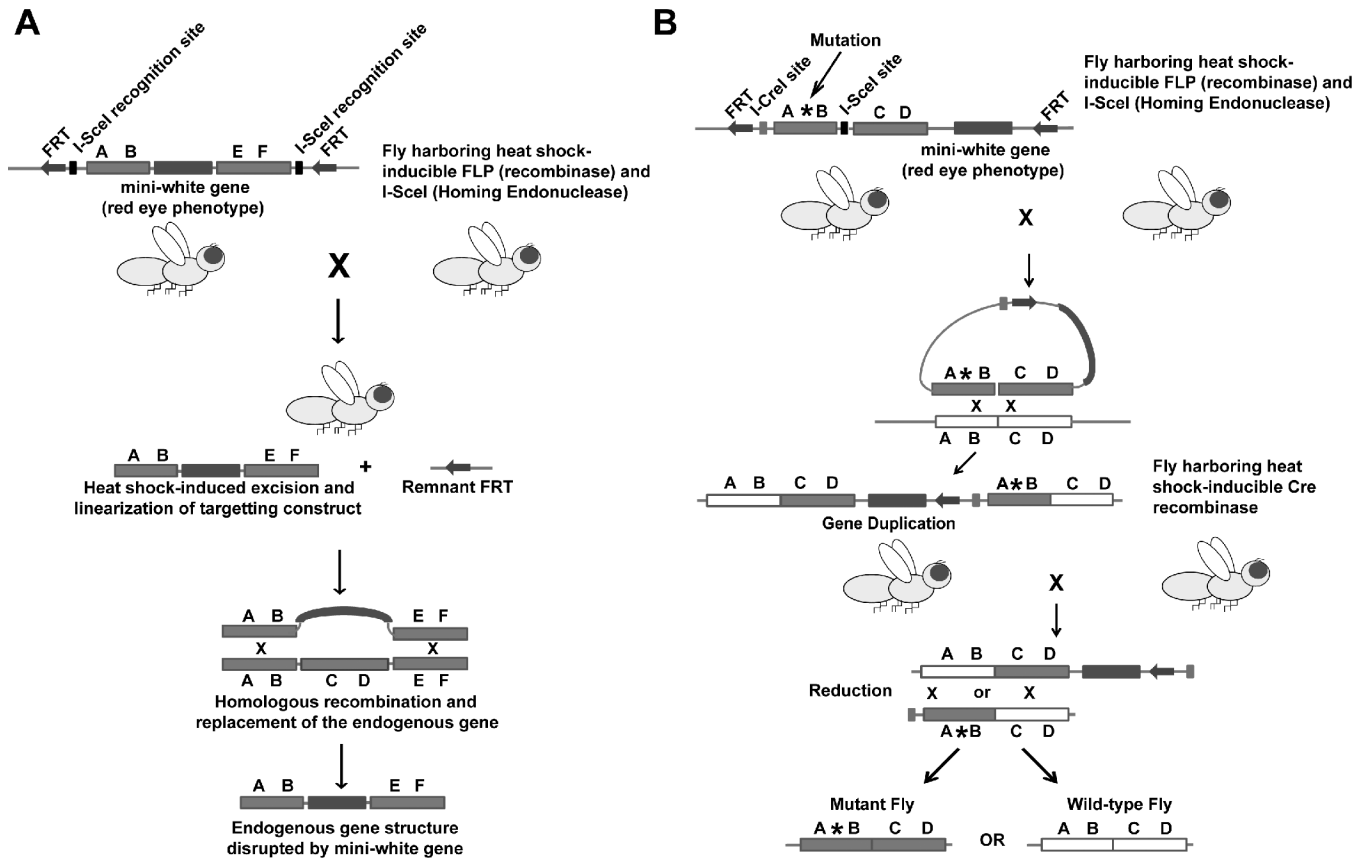 A
FRT
I-SceI recognition site
I-SceI recognition site
FRT
A B
E F
mini-white gene
(red eye phenotype)
Fly harboring heat shock-
inducible FLP (recombinase) and
I-SceI (Homing Endonuclease)
X
A B
E F
+
Heat shock-induced excision and
linearization of targetting construct
Remnant FRT
A B
E F
X
X
A B
C D
E F
Homologous recombination and
replacement of the endogenous gene
A B
E F
Endogenous gene structure
disrupted by mini-white gene
B
Mutation
FRT
I-CreI site
I-SceI site
FRT
A * B
C D
mini-white gene
(red eye phenotype)
Fly harboring heat shock-
inducible FLP (recombinase) and
I-SceI (Homing Endonuclease)
X
A * B C D
X X
A B C D
A B C D
A * B C D
Gene Duplication
Fly harboring heat
shock-inducible Cre
recombinase
X
A B C D
Reduction
X or X
A * B C D
Mutant Fly
A * B C D
OR
Wild-type Fly
A B C D